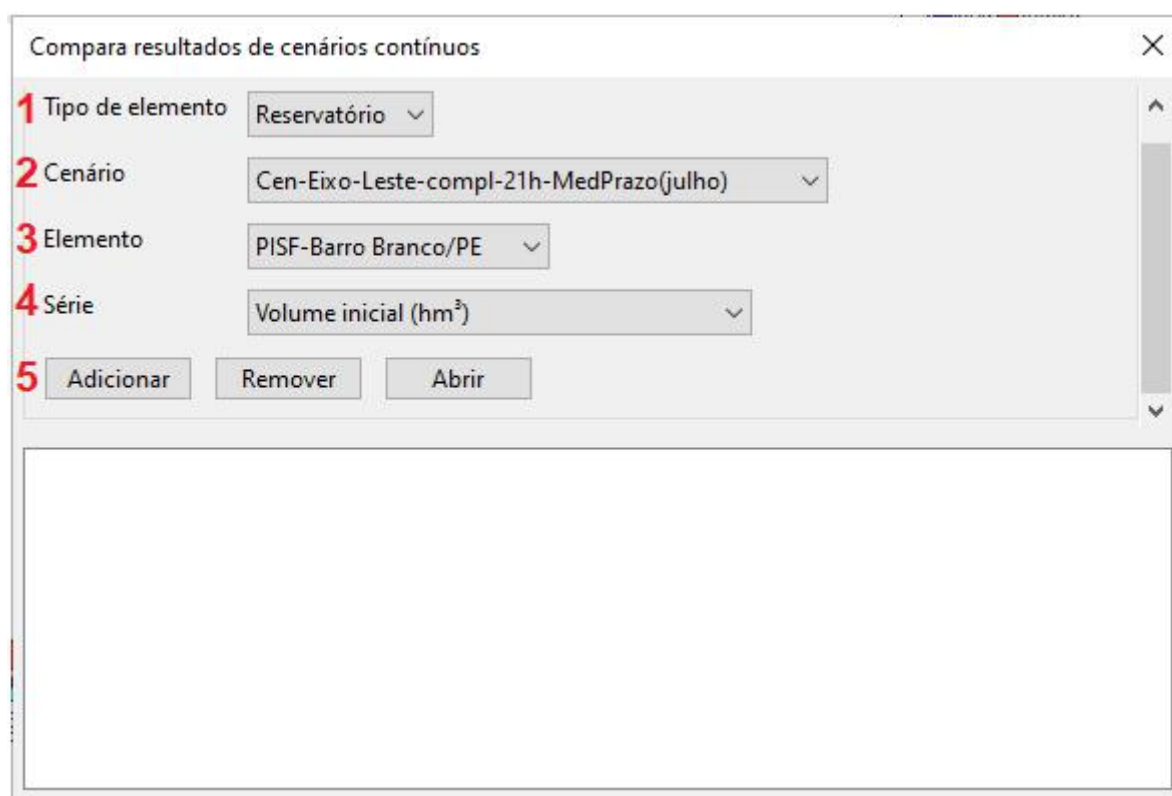 Compara resultados de cenários contínuos
1 Tipo de elemento Reservatório
2 Cenário Cen-Eixo-Leste-compl-21h-MedPrazo(julho)
3 Elemento PISF-Barro Branco/PE
4 Série Volume inicial (hm³)
5 Adicionar Remover Abrir